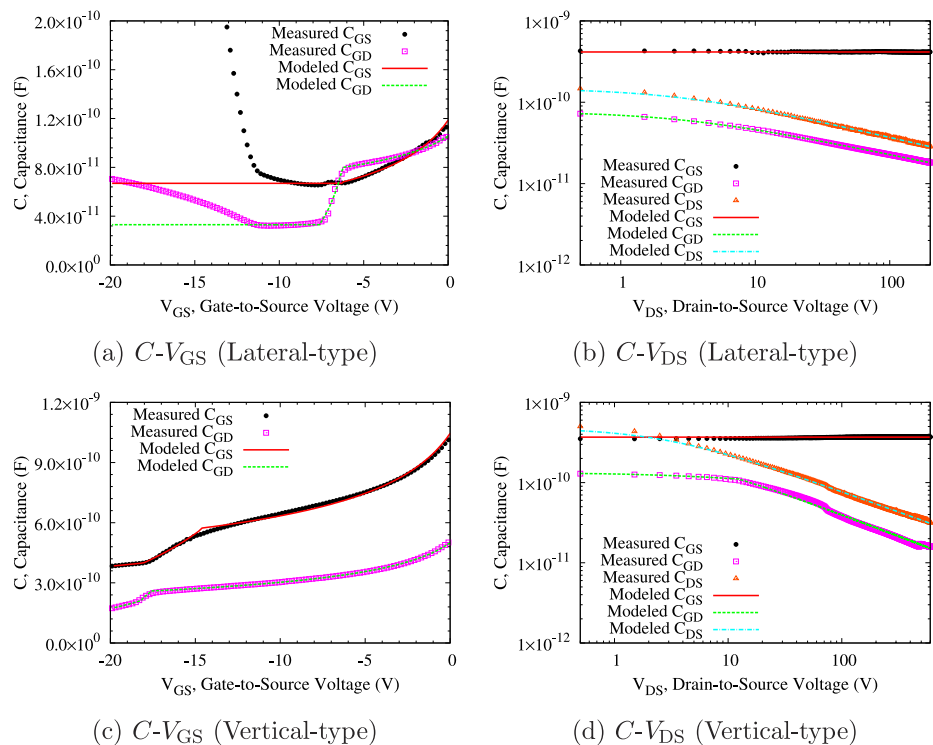 2.0×10⁻¹⁰
1.6×10⁻¹⁰
1.2×10⁻¹⁰
8.0×10⁻¹¹
4.0×10⁻¹¹
0.0×10⁰
C, Capacitance (F)
Measured C_GS
Measured C_GD
Modeled C_GS
Modeled C_GD
-20 -15 -10 -5 0
V_GS, Gate-to-Source Voltage (V)
(a) C-V_GS (Lateral-type)
1×10⁻⁹
1×10⁻¹⁰
1×10⁻¹¹
1×10⁻¹²
C, Capacitance (F)
Measured C_GS
Measured C_GD
Measured C_DS
Modeled C_GS
Modeled C_GD
Modeled C_DS
1 10 100
V_DS, Drain-to-Source Voltage (V)
(b) C-V_DS (Lateral-type)
1.2×10⁻⁹
9.0×10⁻¹⁰
6.0×10⁻¹⁰
3.0×10⁻¹⁰
0.0×10⁰
C, Capacitance (F)
Measured C_GS
Measured C_GD
Modeled C_GS
Modeled C_GD
-20 -15 -10 -5 0
V_GS, Gate-to-Source Voltage (V)
(c) C-V_GS (Vertical-type)
1×10⁻⁹
1×10⁻¹⁰
1×10⁻¹¹
1×10⁻¹²
C, Capacitance (F)
Measured C_GS
Measured C_GD
Measured C_DS
Modeled C_GS
Modeled C_GD
Modeled C_DS
1 10 100
V_DS, Drain-to-Source Voltage (V)
(d) C-V_DS (Vertical-type)